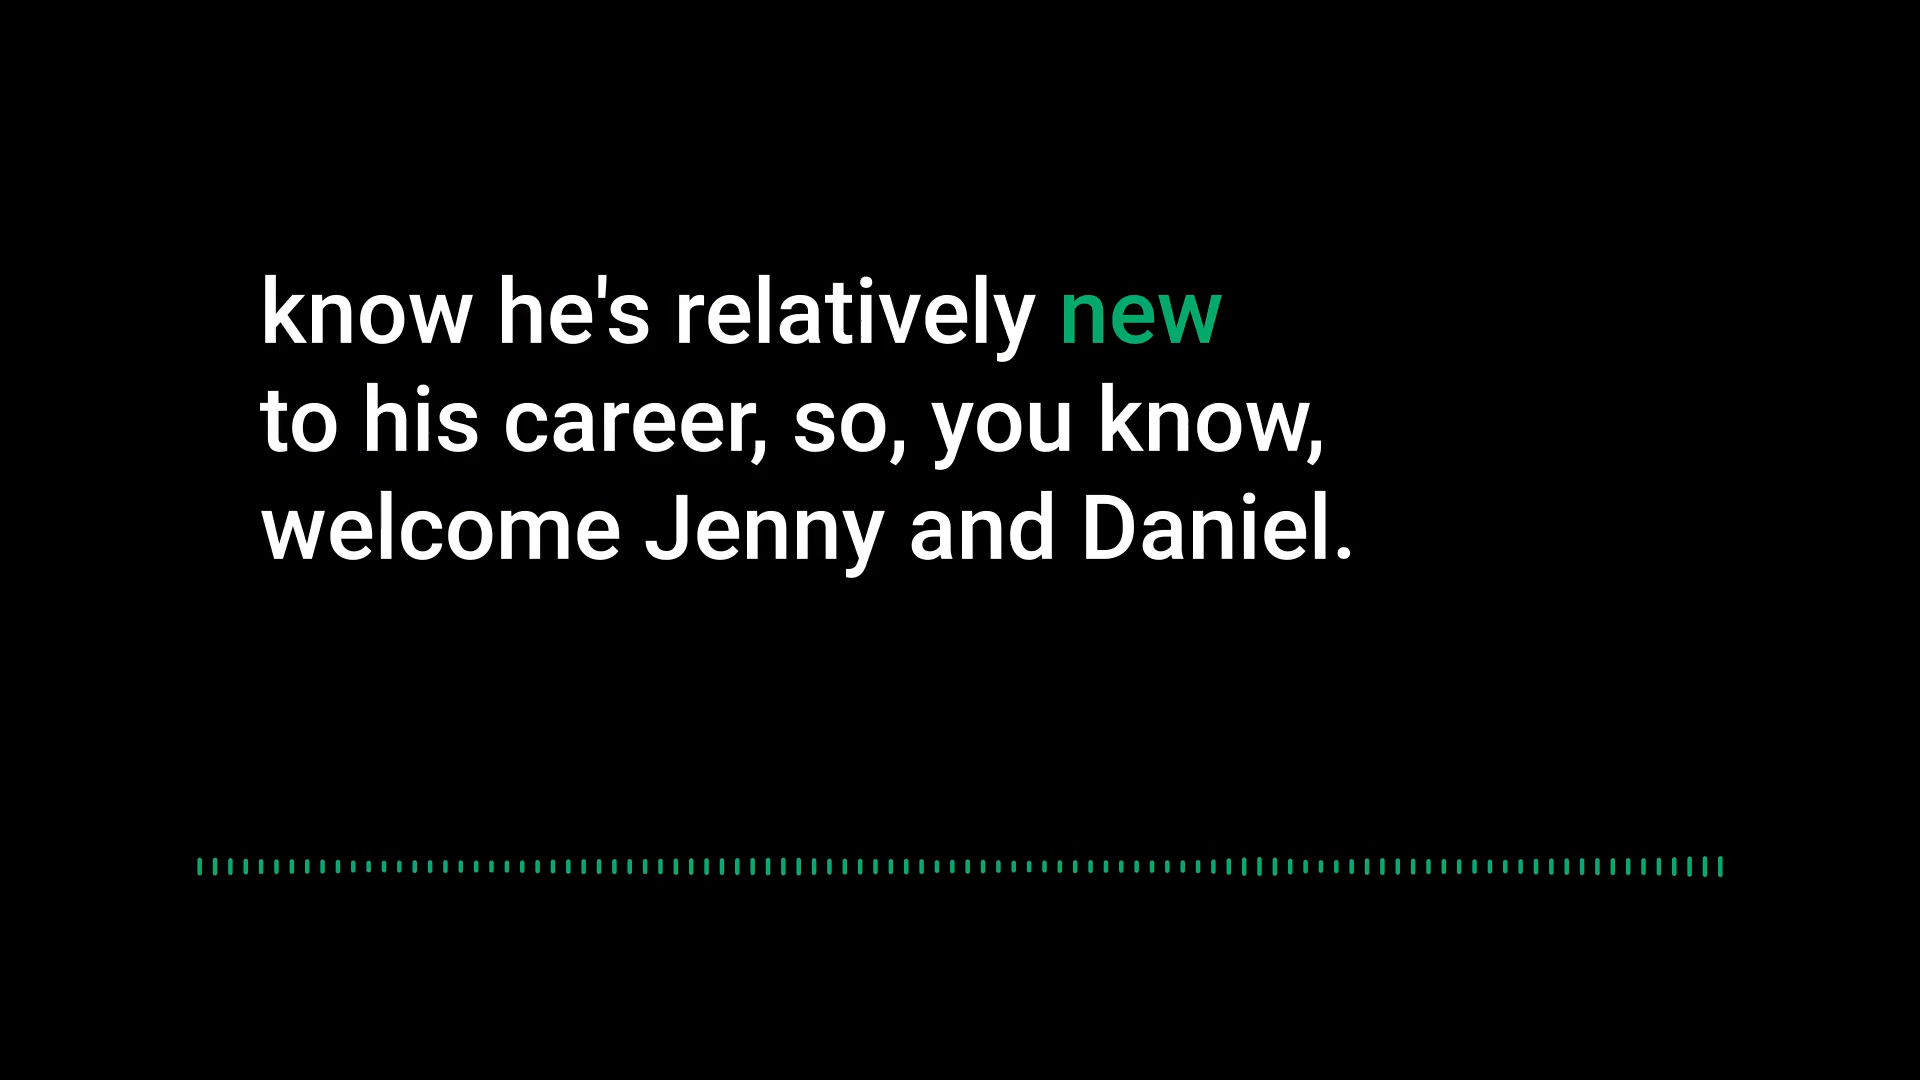 know he's relatively new
to his career, so, you know,
welcome Jenny and Daniel.